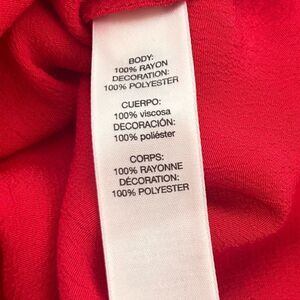 BODY:
100% RAYON
DECORATION:
100% POLYESTER
CUERPO:
100% viscosa
DECORACIÓN:
100% poliéster
CORPS:
100% RAYONNE
DÉCORATION:
100% POLYESTER